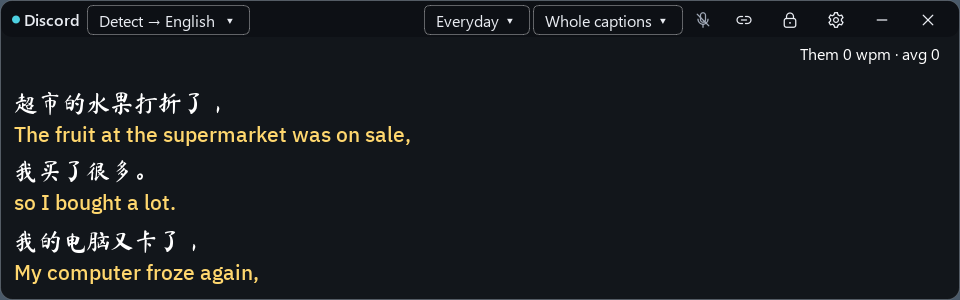 Discord
Detect → English
Everyday
Whole captions
Them 0 wpm · avg 0
超市的水果打折了，
The fruit at the supermarket was on sale,
我买了很多。
so I bought a lot.
我的电脑又卡了，
My computer froze again,